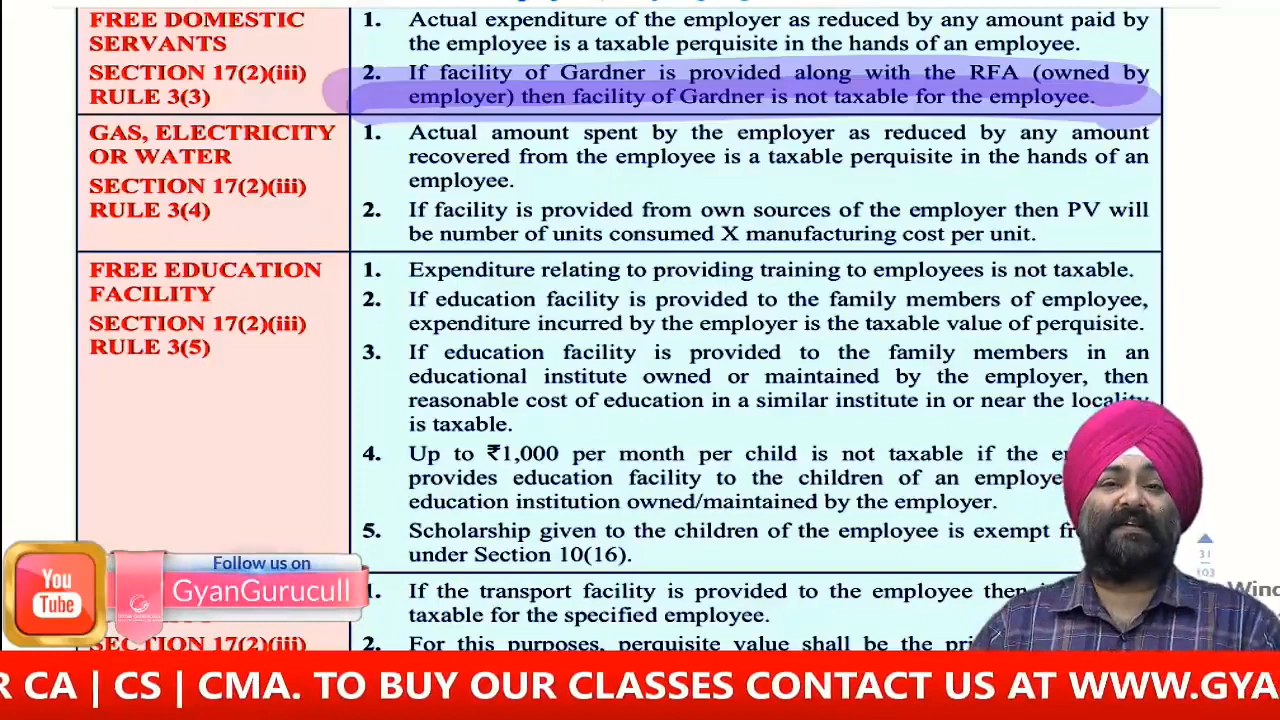 FREE DOMESTIC
SERVANTS
SECTION 17(2)(iii)
RULE 3(3)
1. Actual expenditure of the employer as reduced by any amount paid by
the employee is a taxable perquisite in the hands of an employee.
2. If facility of Gardner is provided along with the RFA (owned by
employer) then facility of Gardner is not taxable for the employee.
GAS, ELECTRICITY
OR WATER
SECTION 17(2)(iii)
RULE 3(4)
1. Actual amount spent by the employer as reduced by any amount
recovered from the employee is a taxable perquisite in the hands of an
employee.
2. If facility is provided from own sources of the employer then PV will
be number of units consumed X manufacturing cost per unit.
FREE EDUCATION
FACILITY
SECTION 17(2)(iii)
RULE 3(5)
1. Expenditure relating to providing training to employees is not taxable.
2. If education facility is provided to the family members of employee,
expenditure incurred by the employer is the taxable value of perquisite.
3. If education facility is provided to the family members in an
educational institute owned or maintained by the employer, then
reasonable cost of education in a similar institute in or near the locality
is taxable.
4. Up to ₹1,000 per month per child is not taxable if the
provides education facility to the children of an
education institution owned/maintained by the employer.
5. Scholarship given to the children of the employee is exempt
under Section 10(16).
SECTION 17(2)(iii)
1. If the transport facility is provided to the employee then
taxable for the specified employee.
2. For this purposes, perquisite value shall be the
You
Tube
Follow us on
GyanGurucull
31
103
Wind
R CA | CS | CMA. TO BUY OUR CLASSES CONTACT US AT WWW.GYA